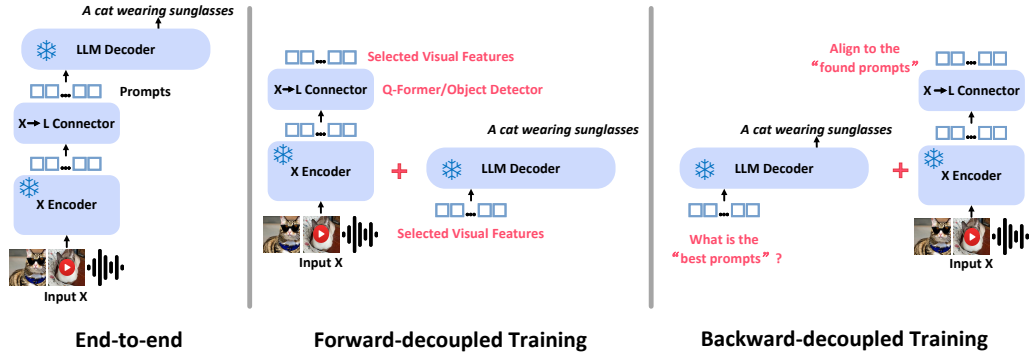 A cat wearing sunglasses
LLM Decoder
Prompts
X→L Connector
X Encoder
Input X
End-to-end
Selected Visual Features
X→L Connector
Q-Former/Object Detector
X Encoder
Input X
+
A cat wearing sunglasses
LLM Decoder
Selected Visual Features
Forward-decoupled Training
A cat wearing sunglasses
LLM Decoder
What is the
“best prompts” ?
+
Align to the
“found prompts”
X→L Connector
X Encoder
Input X
Backward-decoupled Training